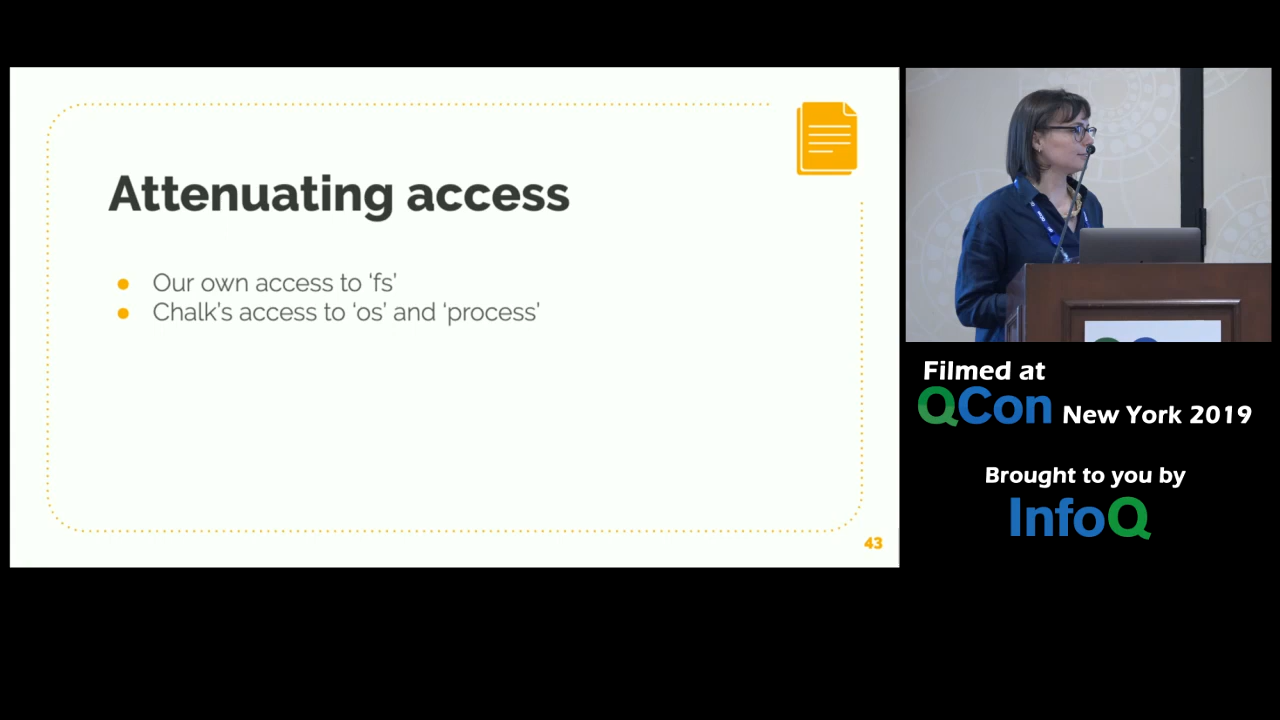 Attenuating access
● Our own access to ‘fs’
● Chalk’s access to ‘os’ and ‘process’
43
Filmed at
QCon New York 2019
Brought to you by
InfoQ